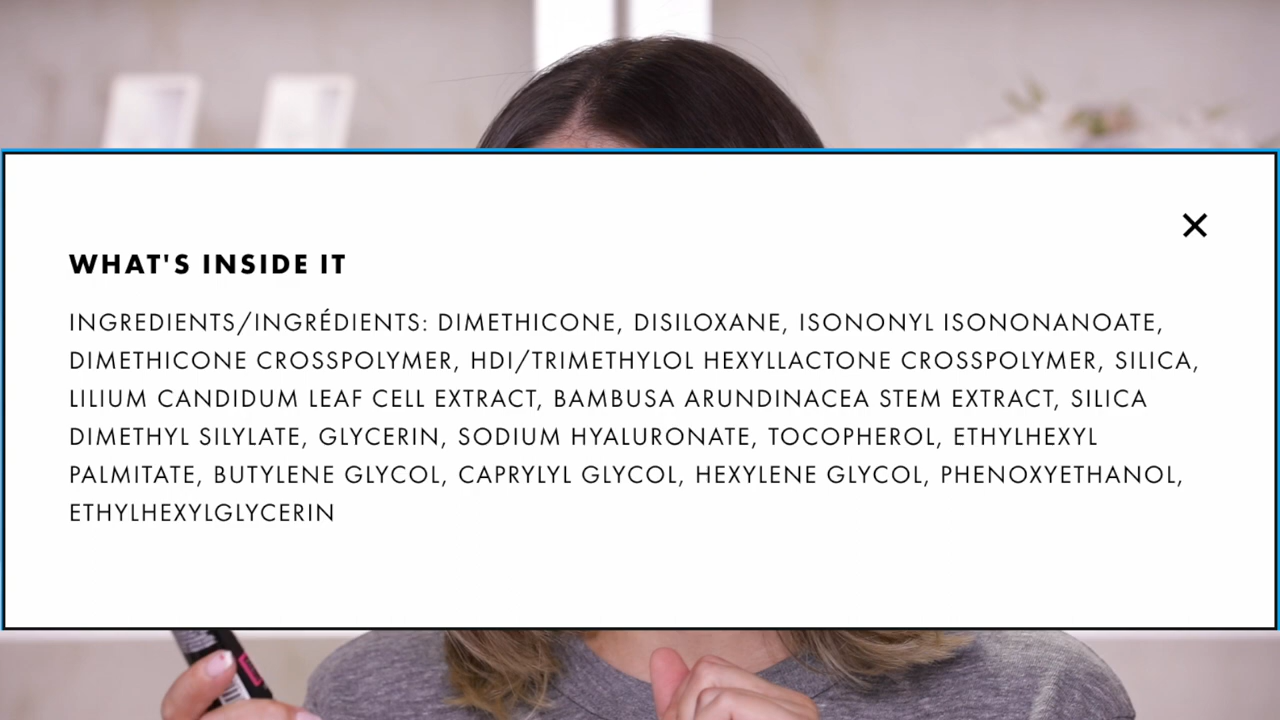 WHAT'S INSIDE IT
INGREDIENTS/INGRÉDIENTS: DIMETHICONE, DISILOXANE, ISONONYL ISONONANOATE,
DIMETHICONE CROSSPOLYMER, HDI/TRIMETHYLOL HEXYLLACTONE CROSSPOLYMER, SILICA,
LILIUM CANDIDUM LEAF CELL EXTRACT, BAMBUSA ARUNDINACEA STEM EXTRACT, SILICA
DIMETHYL SILYLATE, GLYCERIN, SODIUM HYALURONATE, TOCOPHEROL, ETHYLHEXYL
PALMITATE, BUTYLENE GLYCOL, CAPRYLYL GLYCOL, HEXYLENE GLYCOL, PHENOXYETHANOL,
ETHYLHEXYLGLYCERIN